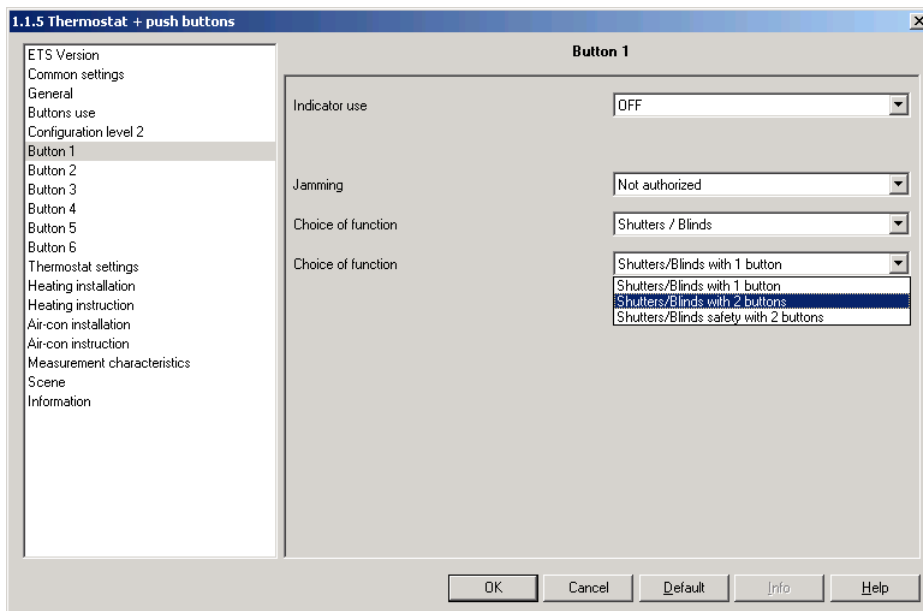 1.1.5 Thermostat + push buttons
ETS Version
Common settings
General
Buttons use
Configuration level 2
Button 1
Button 2
Button 3
Button 4
Button 5
Button 6
Thermostat settings
Heating installation
Heating instruction
Air-con installation
Air-con instruction
Measurement characteristics
Scene
Information
Button 1
Indicator use OFF
Jamming Not authorized
Choice of function Shutters / Blinds
Choice of function Shutters/Blinds with 1 button
Shutters/Blinds with 1 button
Shutters/Blinds with 2 buttons
Shutters/Blinds safety with 2 buttons
OK Cancel Default Info Help